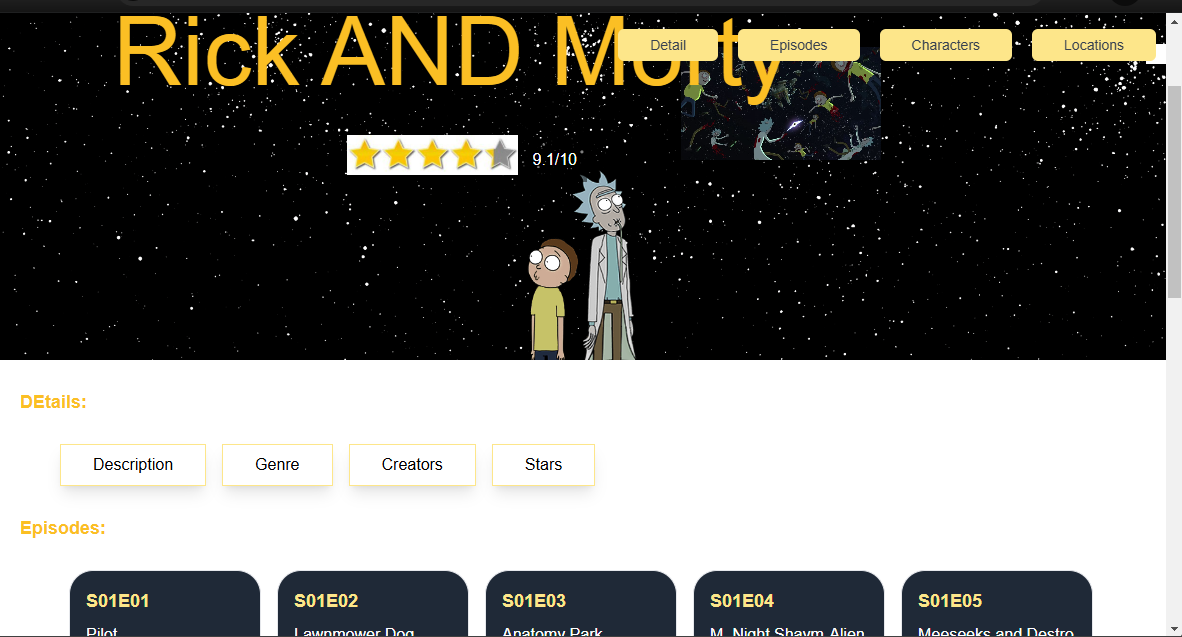 Rick AND Morty
Detail Episodes Characters Locations
9.1/10
DEtails:
Description Genre Creators Stars
Episodes:
S01E01 S01E02 S01E03 S01E04 S01E05
Pilot Lawnmower Dog Anatomy Park M. Night Shaym-Alien Meeseeks and Destro